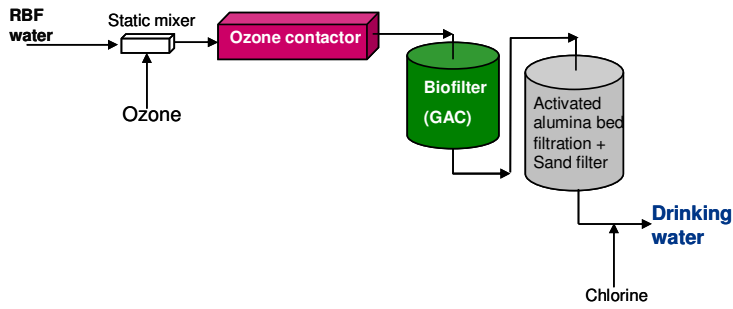 RBF
water
Static mixer
Ozone
Ozone contactor
Biofilter
(GAC)
Activated
alumina bed
filtration +
Sand filter
Drinking
water
Chlorine